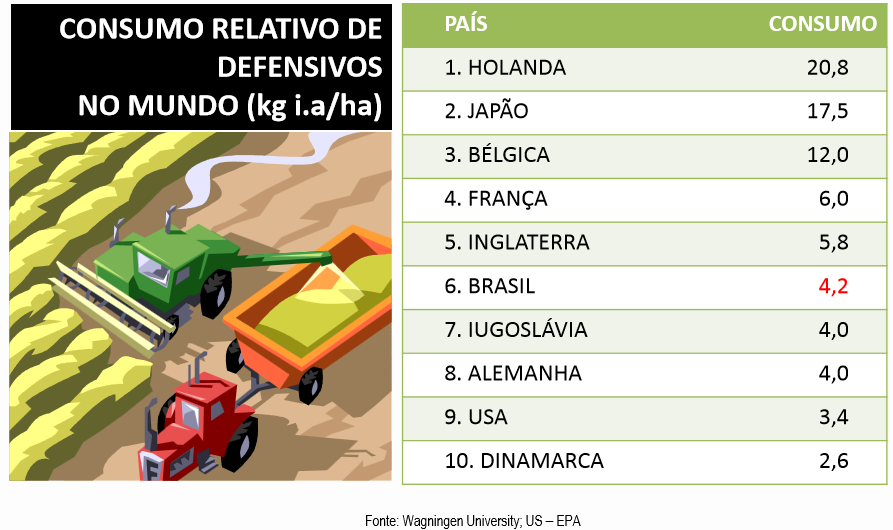 CONSUMO RELATIVO DE
DEFENSIVOS
NO MUNDO (kg i.a/ha)
PAÍS CONSUMO
1. HOLANDA 20,8
2. JAPÃO 17,5
3. BÉLGICA 12,0
4. FRANÇA 6,0
5. INGLATERRA 5,8
6. BRASIL 4,2
7. IUGOSLÁVIA 4,0
8. ALEMANHA 4,0
9. USA 3,4
10. DINAMARCA 2,6
Fonte: Wagningen University; US – EPA